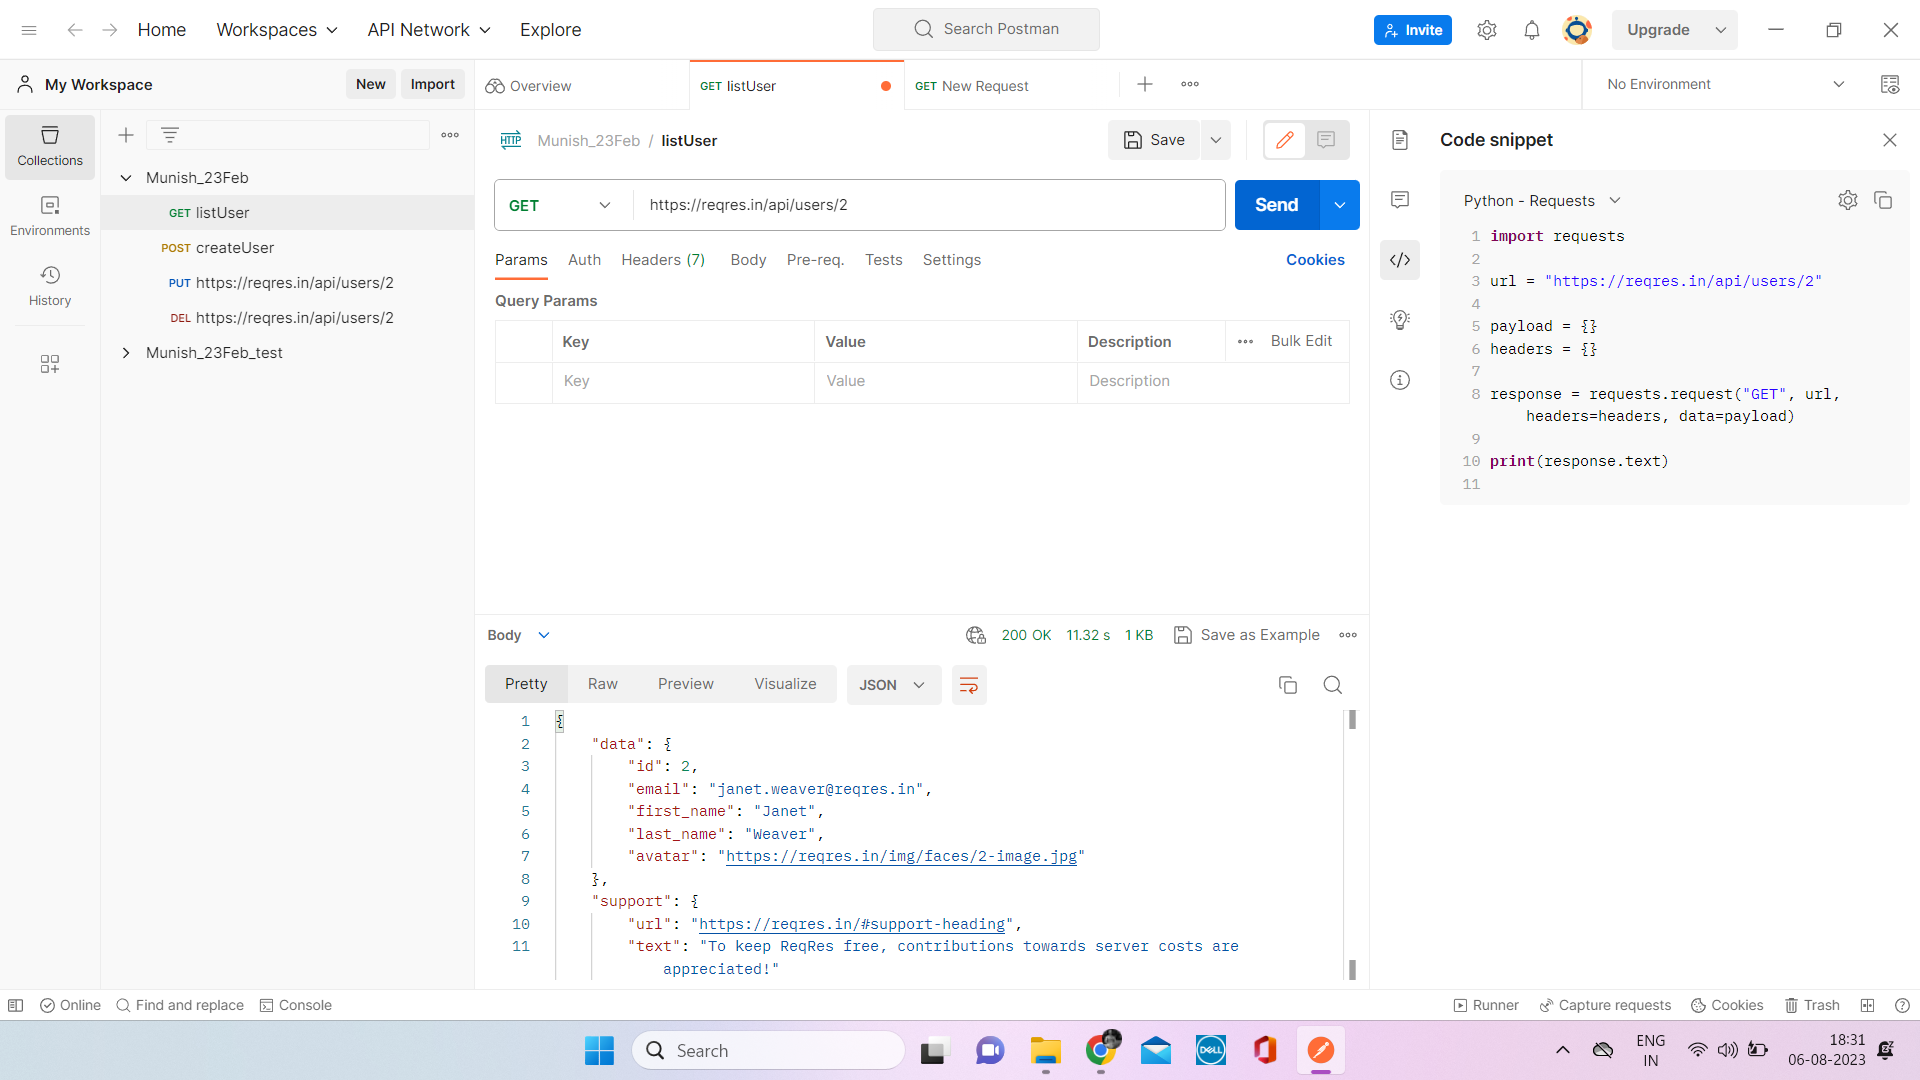 Home
Workspaces
API Network
Explore
Search Postman
Invite
Upgrade
My Workspace
New
Import
Overview
GET listUser
GET New Request
No Environment
Collections
Environments
History
Munish_23Feb
GET listUser
POST createUser
PUT https://reqres.in/api/users/2
DEL https://reqres.in/api/users/2
Munish_23Feb_test
HTTP
Munish_23Feb / listUser
Save
GET
https://reqres.in/api/users/2
Send
Params
Auth
Headers (7)
Body
Pre-req.
Tests
Settings
Cookies
Query Params
Key
Value
Description
Bulk Edit
Key
Value
Description
Body
200 OK
11.32 s
1 KB
Save as Example
Pretty
Raw
Preview
Visualize
JSON
1 {
2 "data": {
3 "id": 2,
4 "email": "janet.weaver@reqres.in",
5 "first_name": "Janet",
6 "last_name": "Weaver",
7 "avatar": "https://reqres.in/img/faces/2-image.jpg"
8 },
9 "support": {
10 "url": "https://reqres.in/#support-heading",
11 "text": "To keep ReqRes free, contributions towards server costs are
appreciated!"
Code snippet
Python - Requests
1 import requests
2
3 url = "https://reqres.in/api/users/2"
4
5 payload = {}
6 headers = {}
7
8 response = requests.request("GET", url,
headers=headers, data=payload)
9
10 print(response.text)
11
Online
Find and replace
Console
Runner
Capture requests
Cookies
Trash
Search
DELL
ENG
IN
18:31
06-08-2023